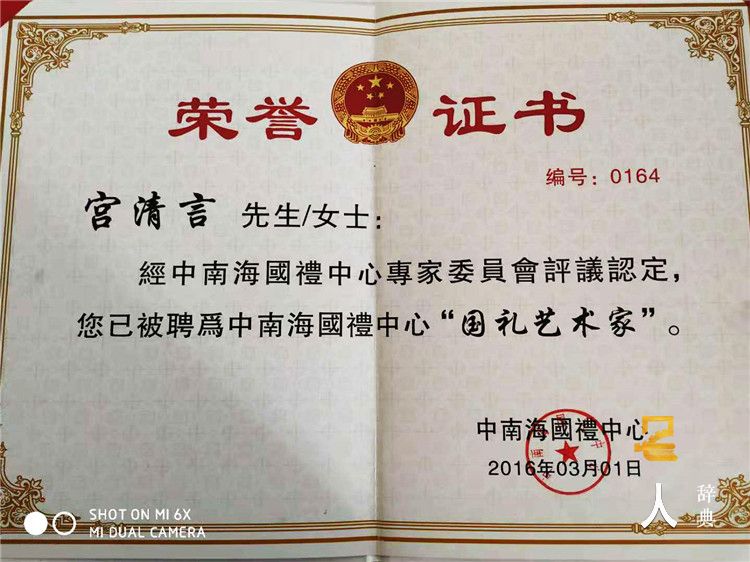 荣誉证书
编号：0164
宫清言 先生/女士：
經中南海國禮中心專家委員會評議認定，
您已被聘爲中南海國禮中心“国礼艺术家”。
中南海國禮中心
2016年03月01日
SHOT ON MI 6X
MI DUAL CAMERA
人
辞典